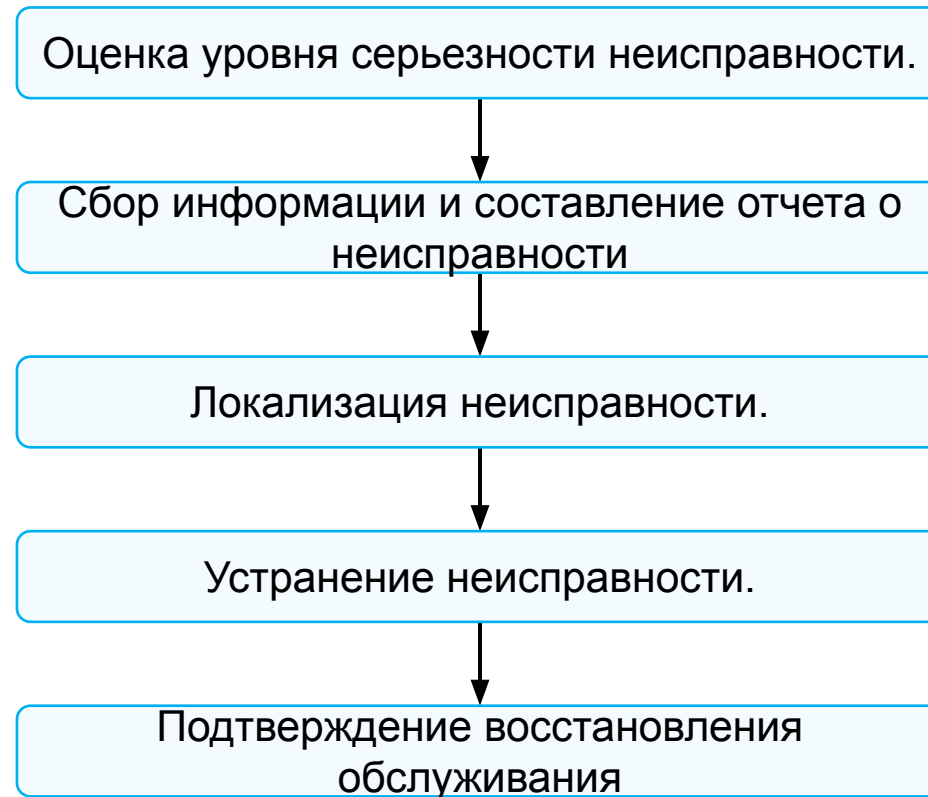 Оценка уровня серьезности неисправности.
Сбор информации и составление отчета о
неисправности
Локализация неисправности.
Устранение неисправности.
Подтверждение восстановления
обслуживания